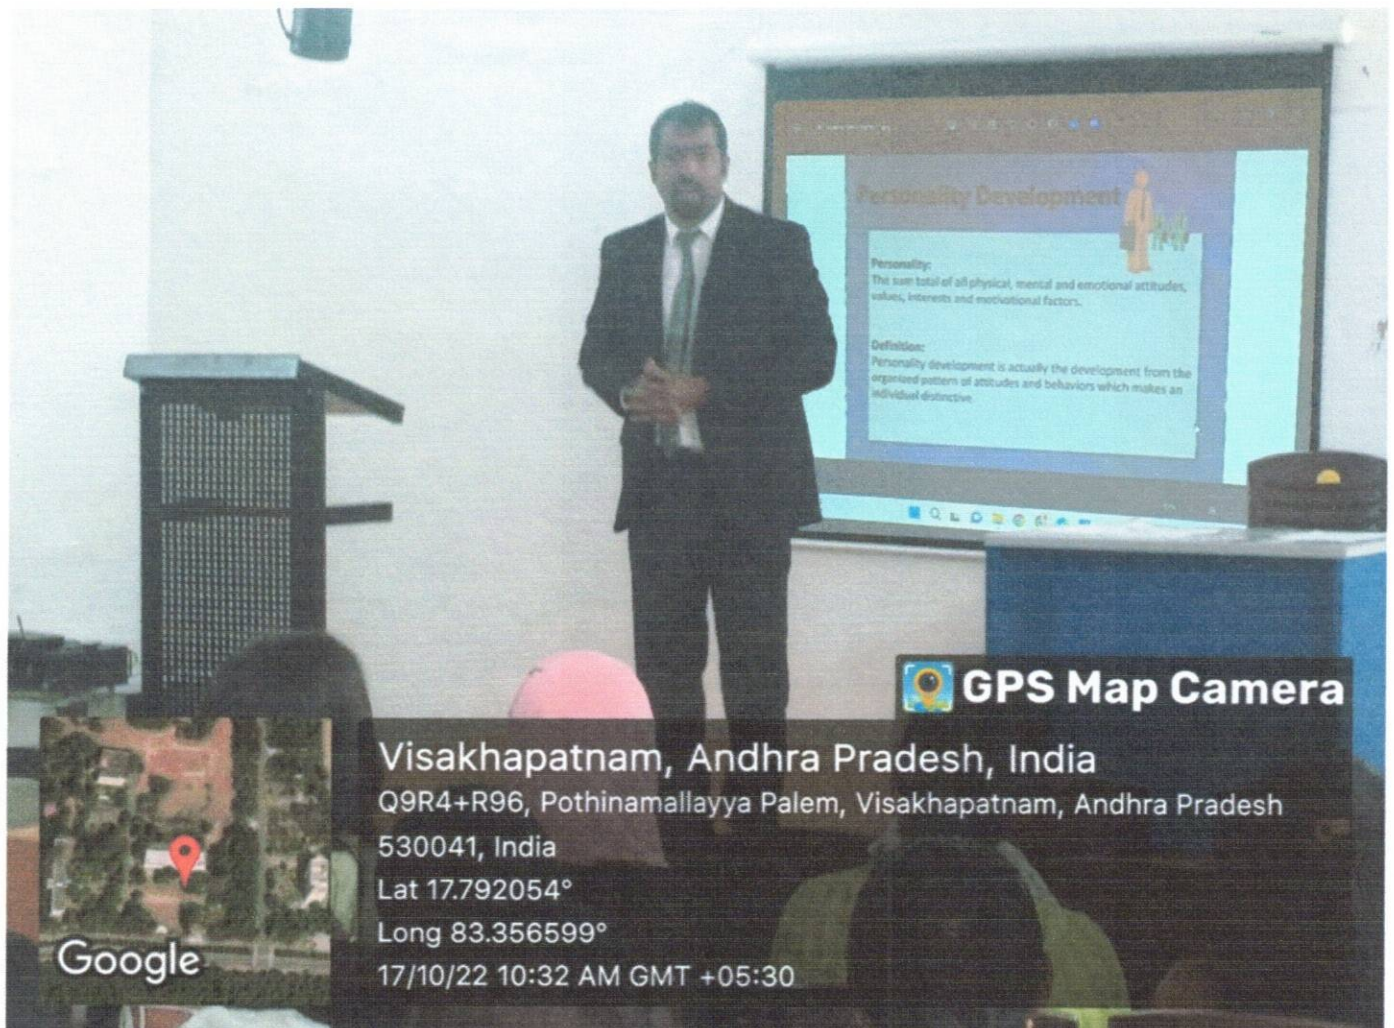 Personality Development
Personality:
The sum total of all physical, mental and emotional attitudes,
values, interests and motivational factors.
Definition:
Personality development is actually the development from the
organized pattern of attitudes and behaviors which makes an
individual distinctive
GPS Map Camera
Visakhapatnam, Andhra Pradesh, India
Q9R4+R96, Pothinamallayya Palem, Visakhapatnam, Andhra Pradesh
530041, India
Lat 17.792054°
Long 83.356599°
17/10/22 10:32 AM GMT +05:30
Google